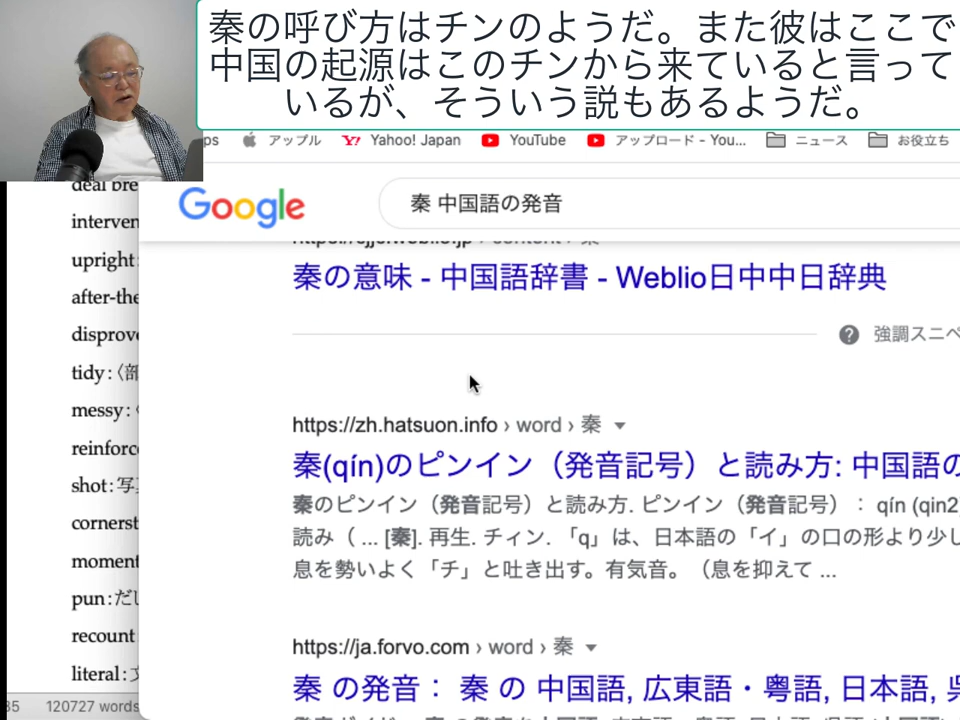 秦の呼び方はチンのようだ。また彼はここで
中国の起源はこのチンから来ていると言って
いるが、そういう説もあるようだ。
ps アップル Yahoo! Japan YouTube アップロード - You... ニュース お役立ち
Google 秦 中国語の発音
deal bre
interven
upright:
after-the
disprove
tidy:〈部
messy:〈
reinforc
shot:写真
cornerst
moment
pun:だし
recount
literal:文
35 120727 words
秦の意味 - 中国語辞書 - Weblio日中中日辞典
強調スニペ
https://zh.hatsuon.info › word › 秦
秦(qín)のピンイン（発音記号）と読み方: 中国語の
秦のピンイン（発音記号）と読み方. ピンイン（発音記号）： qín (qin2
読み（ ... [秦]. 再生. チィン. 「q」は、日本語の「イ」の口の形より少し
息を勢いよく「チ」と吐き出す。有気音。（息を抑えて ...
https://ja.forvo.com › word › 秦
秦 の発音： 秦 の 中国語, 広東語・粵語, 日本語, 呉